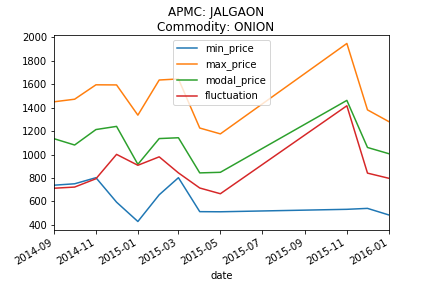 APMC: JALGAON
Commodity: ONION
2000
1800
1600
1400
1200
1000
800
600
400
min_price
max_price
modal_price
fluctuation
2014-09
2014-11
2015-01
2015-03
2015-05
2015-07
2015-09
2015-11
2016-01
date